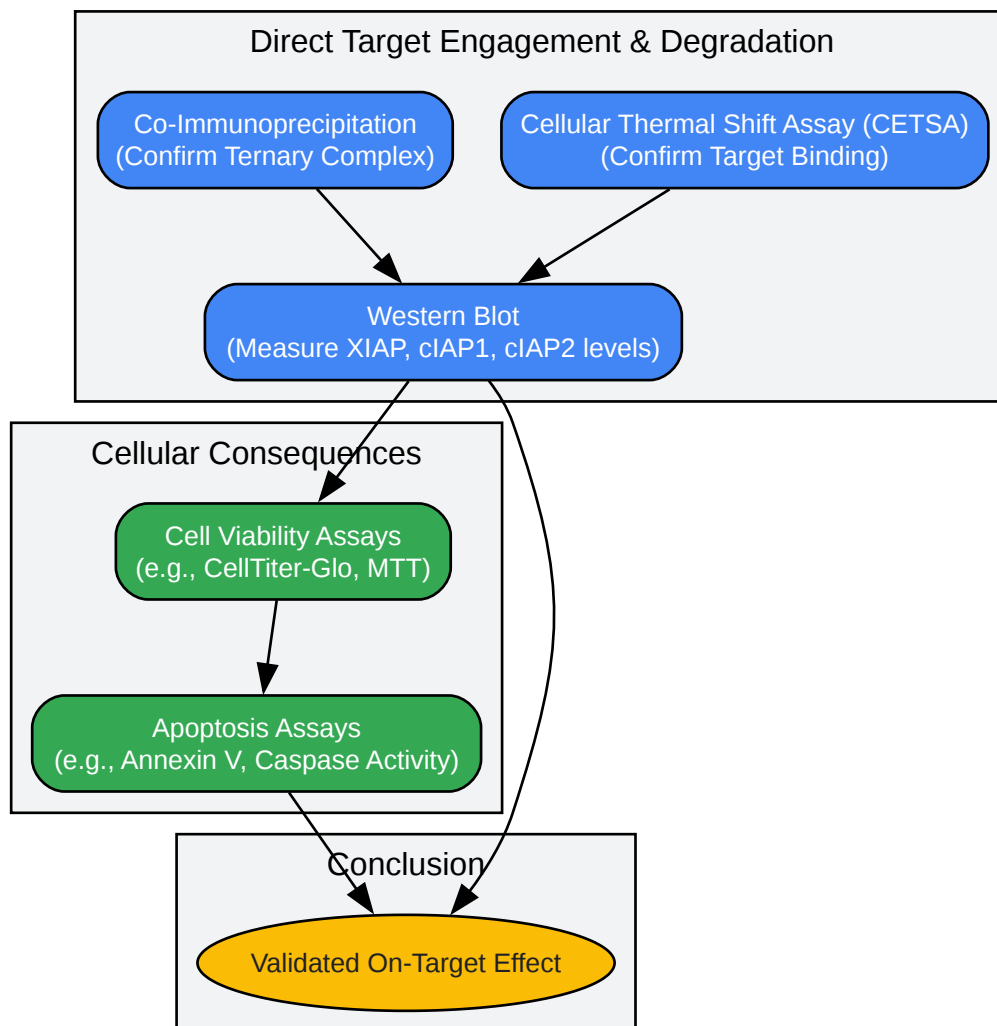 Direct Target Engagement & Degradation
Co-Immunoprecipitation
(Confirm Ternary Complex)
Cellular Thermal Shift Assay (CETSA)
(Confirm Target Binding)
Western Blot
(Measure XIAP, cIAP1, cIAP2 levels)
Cellular Consequences
Cell Viability Assays
(e.g., CellTiter-Glo, MTT)
Apoptosis Assays
(e.g., Annexin V, Caspase Activity)
Conclusion
Validated On-Target Effect